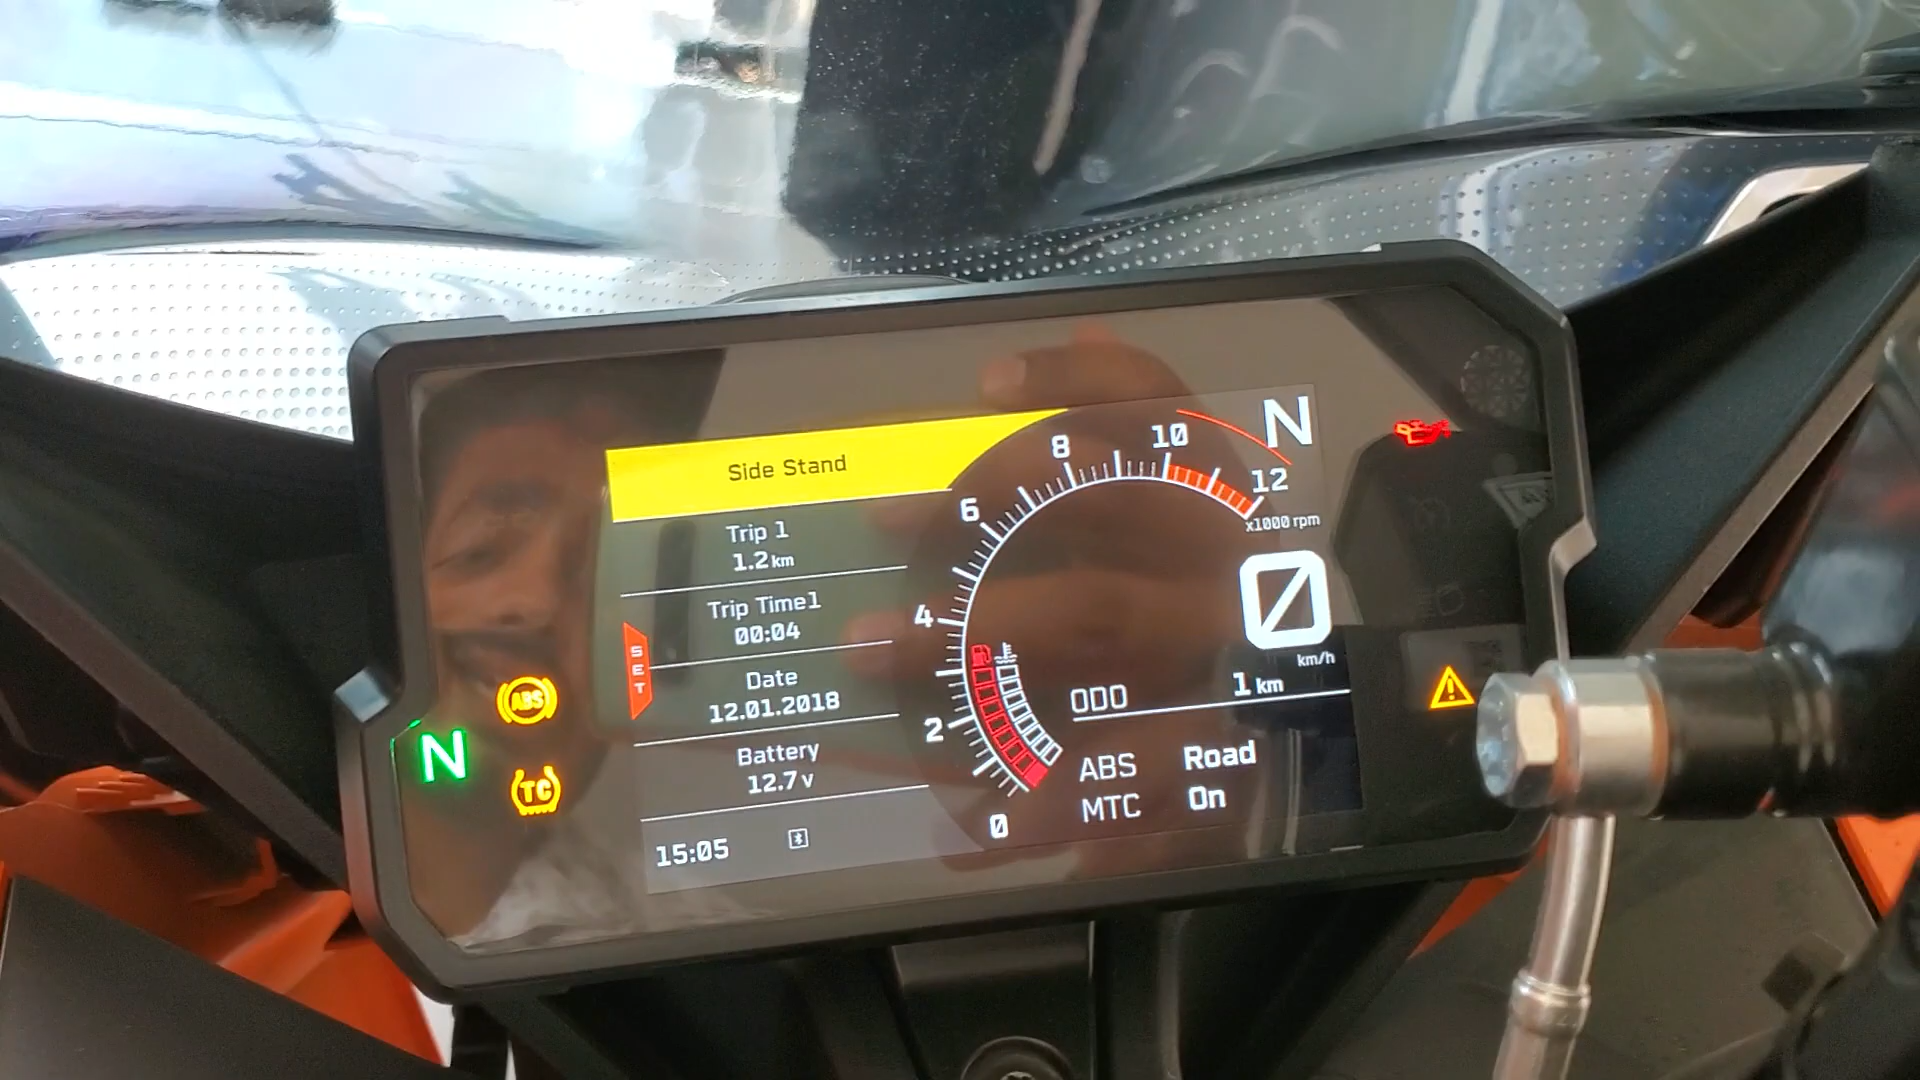 Side Stand
Trip 1
1.2 km
Trip Time1
00:04
SET
Date
12.01.2018
Battery
12.7 v
15:05
N
ABS
TC
0
2
4
6
8
10
12
N
x1000 rpm
0
km/h
ODO 1 km
ABS Road
MTC On